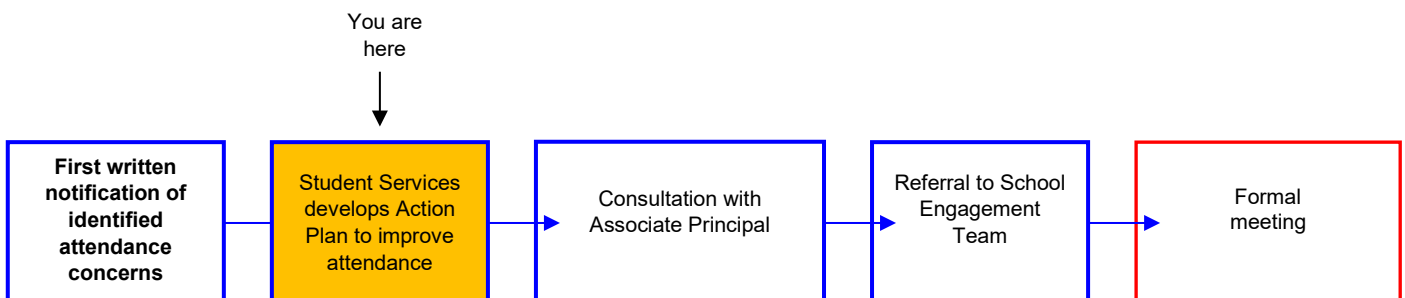 You are
here
First written
notification of
identified
attendance
concerns
Student Services
develops Action
Plan to improve
attendance
Consultation with
Associate Principal
Referral to School
Engagement
Team
Formal
meeting